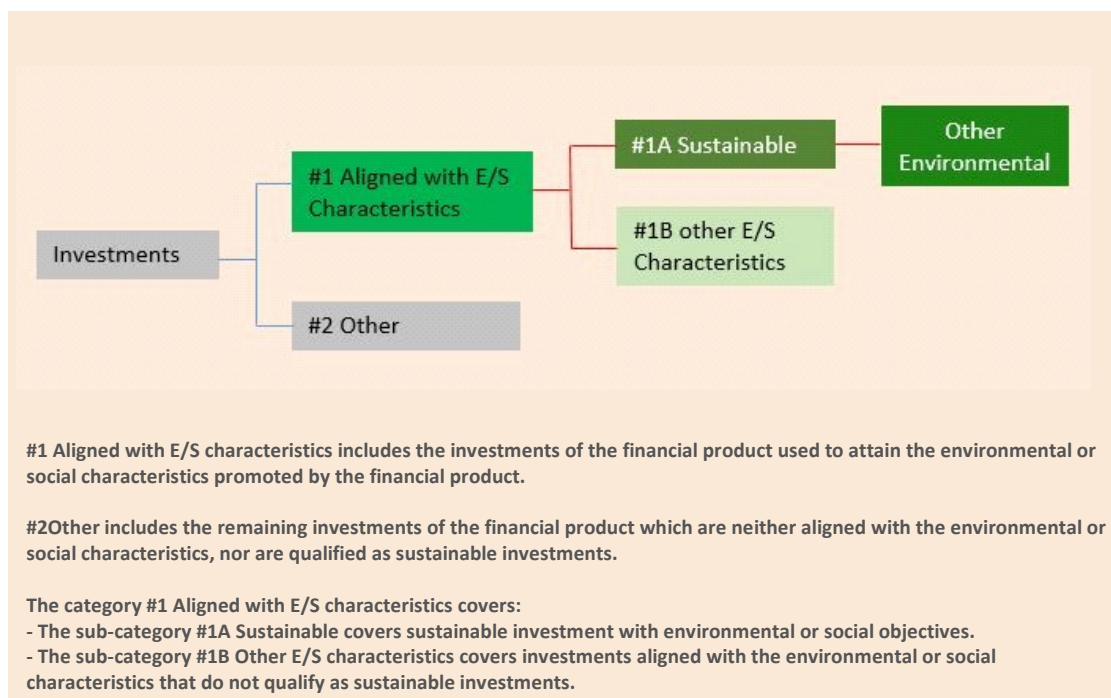 Investments
#1 Aligned with E/S
Characteristics
#2 Other
#1A Sustainable
#1B other E/S
Characteristics
Other
Environmental
#1 Aligned with E/S characteristics includes the investments of the financial product used to attain the environmental or
social characteristics promoted by the financial product.
#2Other includes the remaining investments of the financial product which are neither aligned with the environmental or
social characteristics, nor are qualified as sustainable investments.
The category #1 Aligned with E/S characteristics covers:
- The sub-category #1A Sustainable covers sustainable investment with environmental or social objectives.
- The sub-category #1B Other E/S characteristics covers investments aligned with the environmental or social
characteristics that do not qualify as sustainable investments.